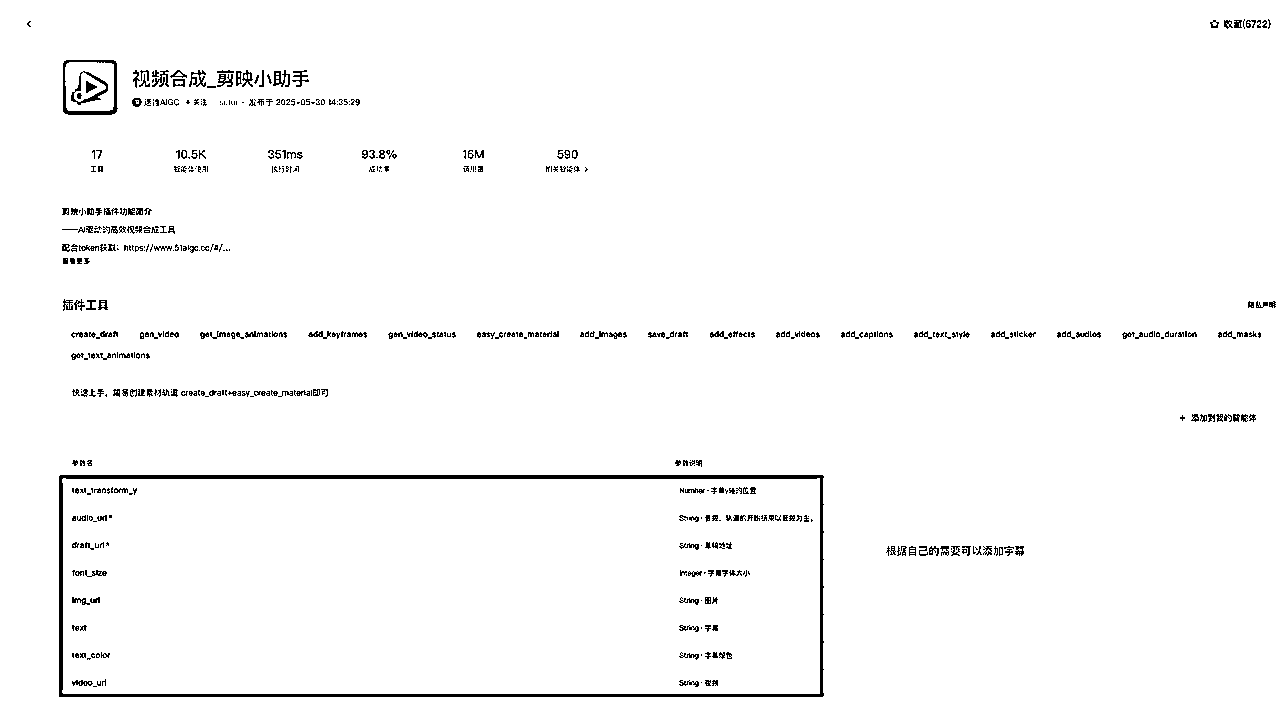 收藏(6722)
视频合成_剪映小助手
速推AIGC + 关注
发布于 2025-05-30 14:35:29
17 10.5K 351ms 93.8% 16M 590
工具 智能体使用 执行时间 成功率 调用量 相关智能体 >
剪映小助手插件功能简介
——AI驱动的高效视频合成工具
配合token获取：https://www.51aigc.cc/#/...
查看更多
插件工具
隐私声明
create_draft gen_video get_image_animations add_keyframes gen_video_status easy_create_material add_images save_draft add_effects add_videos add_captions add_text_style add_sticker add_audios get_audio_duration add_masks
get_text_animations
快速上手，简易创建素材轨道 create_draft+easy_create_material即可
+ 添加到我的智能体
参数名 参数说明
text_transform_y Number · 字幕y轴的位置
audio_url* String · 音频，轨道的开始结束以音频为主。
draft_url* String · 草稿地址
font_size Integer · 字幕字体大小
img_url String · 图片
text String · 字幕
text_color String · 字幕颜色
video_url String · 视频
根据自己的需要可以添加字幕